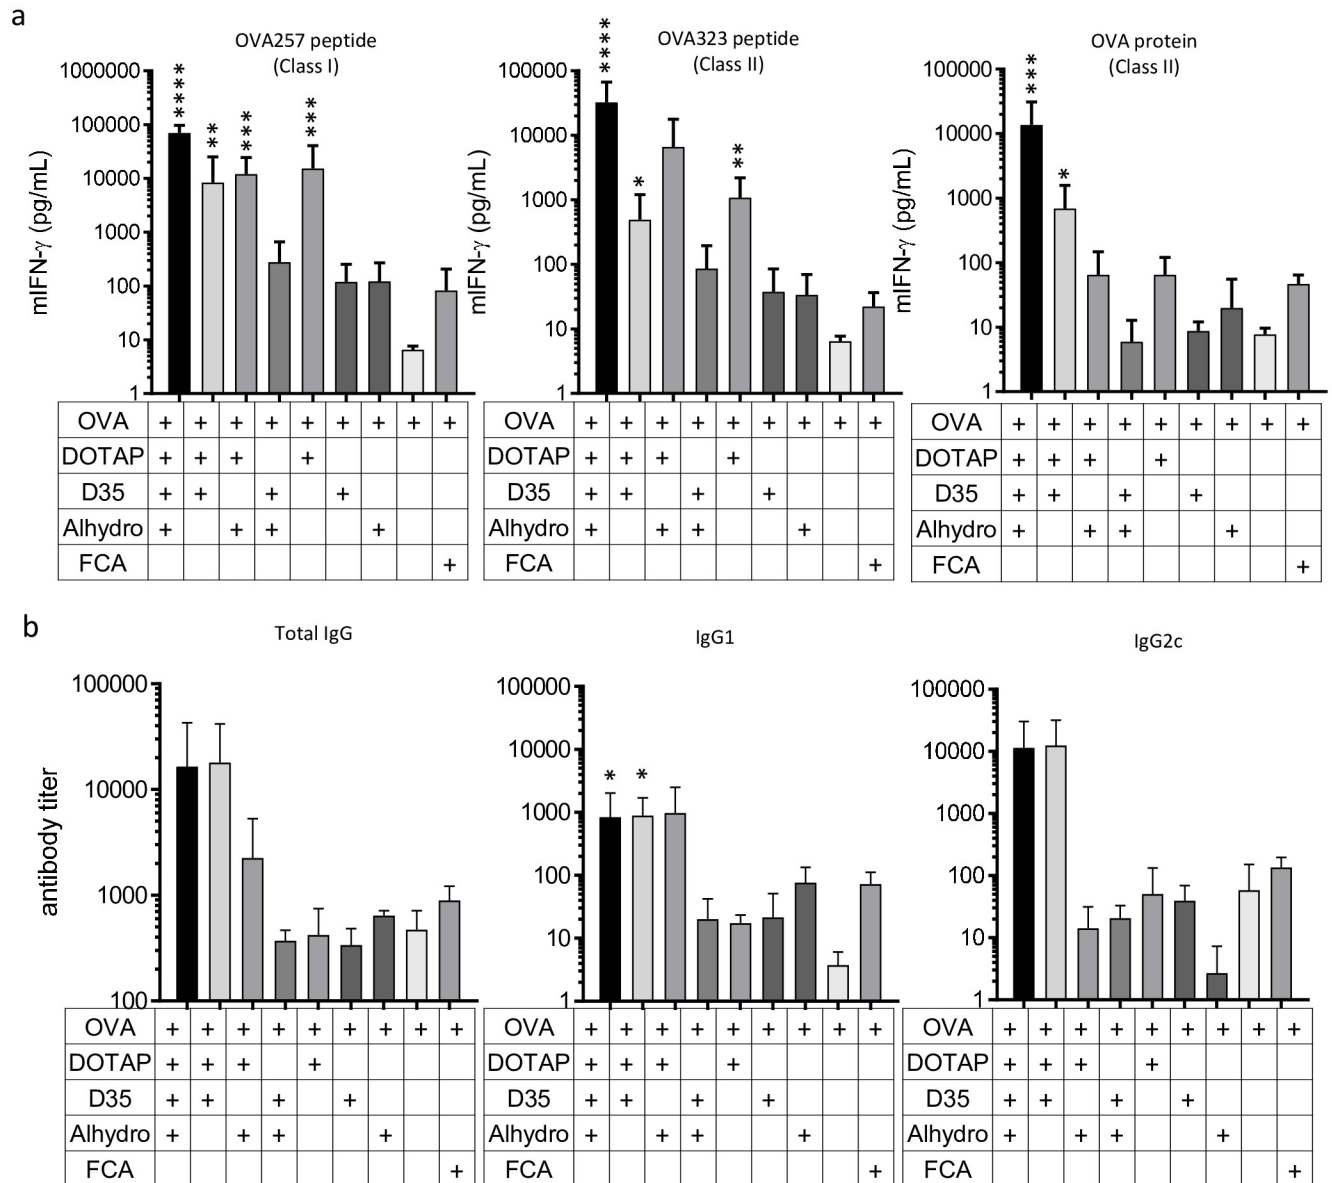 a
OVA257 peptide
(Class I)
mIFN-γ (pg/mL)
1000000
100000
10000
1000
100
10
1
****
**
***
***
OVA + + + + + + + + +
DOTAP + + + +
D35 + + + +
Alhydro + + + +
FCA +
OVA323 peptide
(Class II)
mIFN-γ (pg/mL)
100000
10000
1000
100
10
1
****
*
**
OVA + + + + + + + + +
DOTAP + + + +
D35 + + + +
Alhydro + + + +
FCA +
OVA protein
(Class II)
mIFN-γ (pg/mL)
100000
10000
1000
100
10
1
***
*
OVA + + + + + + + + +
DOTAP + + + +
D35 + + + +
Alhydro + + + +
FCA +
b
Total IgG
antibody titer
100000
10000
1000
100
OVA + + + + + + + + +
DOTAP + + + +
D35 + + + +
Alhydro + + + +
FCA +
IgG1
100000
10000
1000
100
10
1
*
*
OVA + + + + + + + + +
DOTAP + + + +
D35 + + + +
Alhydro + + + +
FCA +
IgG2c
100000
10000
1000
100
10
1
OVA + + + + + + + + +
DOTAP + + + +
D35 + + + +
Alhydro + + + +
FCA +